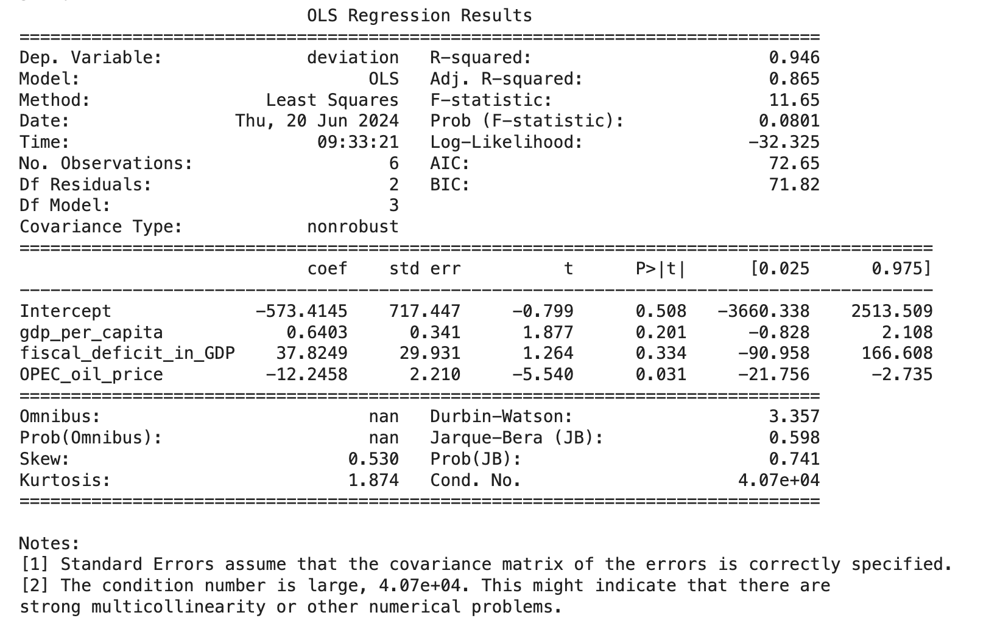 OLS Regression Results
==============================================================================
Dep. Variable:              deviation   R-squared:                       0.946
Model:                            OLS   Adj. R-squared:                  0.865
Method:                 Least Squares   F-statistic:                     11.65
Date:                Thu, 20 Jun 2024   Prob (F-statistic):             0.0801
Time:                        09:33:21   Log-Likelihood:                −32.325
No. Observations:                   6   AIC:                             72.65
Df Residuals:                       2   BIC:                             71.82
Df Model:                           3
Covariance Type:            nonrobust
=========================================================================================
                            coef    std err          t      P>|t|      [0.025      0.975]
-----------------------------------------------------------------------------------------
Intercept              −573.4145    717.447     −0.799      0.508   −3660.338    2513.509
gdp_per_capita            0.6403      0.341      1.877      0.201      −0.828       2.108
fiscal_deficit_in_GDP    37.8249     29.931      1.264      0.334     −90.958     166.608
OPEC_oil_price          −12.2458      2.210     −5.540      0.031     −21.756      −2.735
==============================================================================
Omnibus:                          nan   Durbin−Watson:                   3.357
Prob(Omnibus):                    nan   Jarque−Bera (JB):                0.598
Skew:                           0.530   Prob(JB):                        0.741
Kurtosis:                       1.874   Cond. No.                     4.07e+04
==============================================================================
Notes:
[1] Standard Errors assume that the covariance matrix of the errors is correctly specified.
[2] The condition number is large, 4.07e+04. This might indicate that there are
strong multicollinearity or other numerical problems.